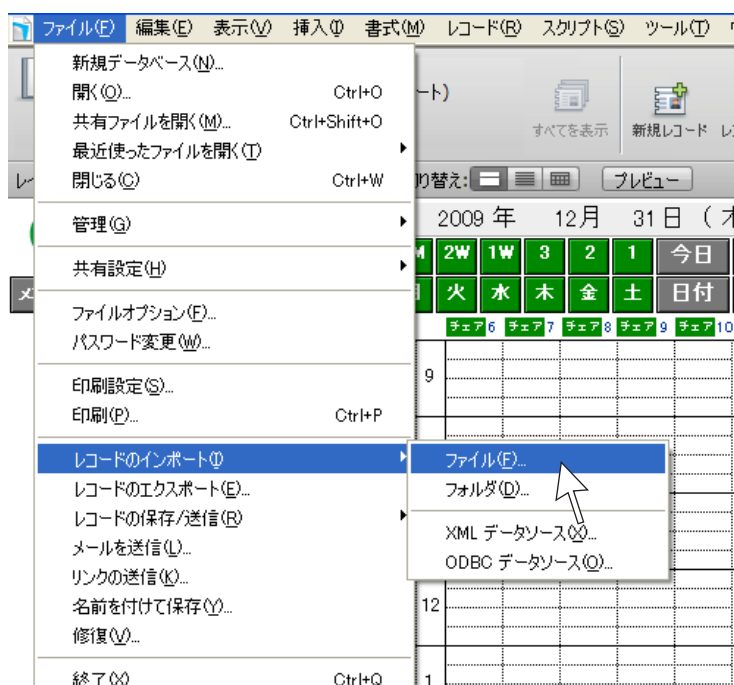 ファイル(F) 編集(E) 表示(V) 挿入(I) 書式(M) レコード(R) スクリプト(S) ツール(T)
新規データベース(N)...
開く(O)... Ctrl+O
共有ファイルを開く(M)... Ctrl+Shift+O
最近使ったファイルを開く(T)
閉じる(C) Ctrl+W
管理(G)
共有設定(H)
ファイルオプション(F)...
パスワード変更(W)...
印刷設定(S)...
印刷(P)... Ctrl+P
レコードのインポート(I)
レコードのエクスポート(E)...
レコードの保存/送信(R)
メールを送信(L)...
リンクの送信(K)...
名前を付けて保存(Y)...
修復(V)...
終了(X) Ctrl+Q
ファイル(F)...
フォルダ(D)...
XML データソース(X)...
ODBC データソース(O)...
ート)
すべてを表示 新規レコード
り替え: プレビュー
2009 年 12月 31 日 (
2W 1W 3 2 1 今日
火 水 木 金 土 日付
チェア6 チェア7 チェア8 チェア9 チェア10
9
12
1